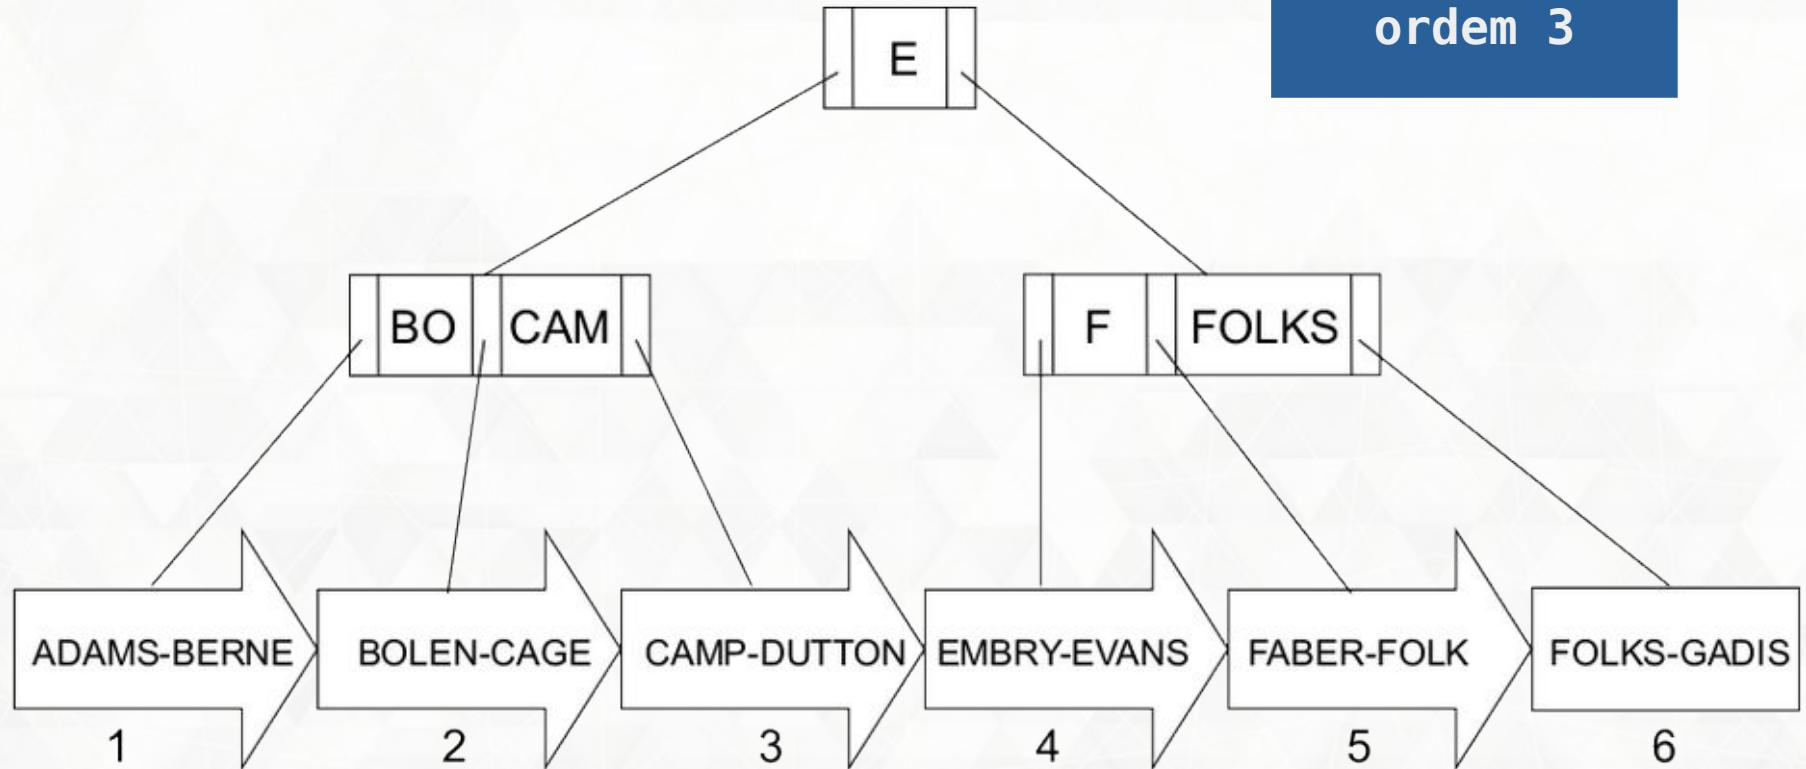 ordem 3
E
BO CAM
F FOLKS
ADAMS-BERNE
BOLEN-CAGE
CAMP-DUTTON
EMBRY-EVANS
FABER-FOLK
FOLKS-GADIS
1
2
3
4
5
6